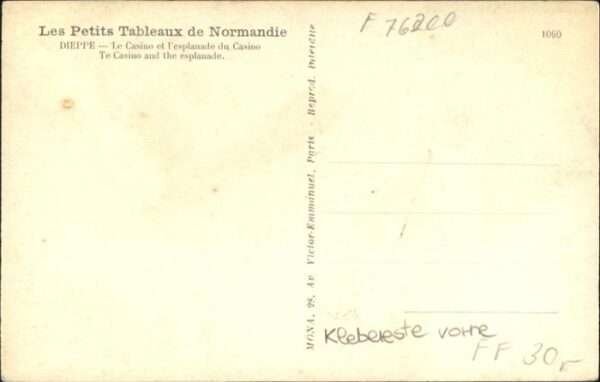 Les Petits Tableaux de Normandie
DIEPPE — Le Casino et l'esplanade du Casino
Te Casino and the esplanade.
F 76200
1060
MONA, 98, Av Victor-Emmanuel, Paris - Reprod. Interdite
Klebereste vorne
FF 30,-